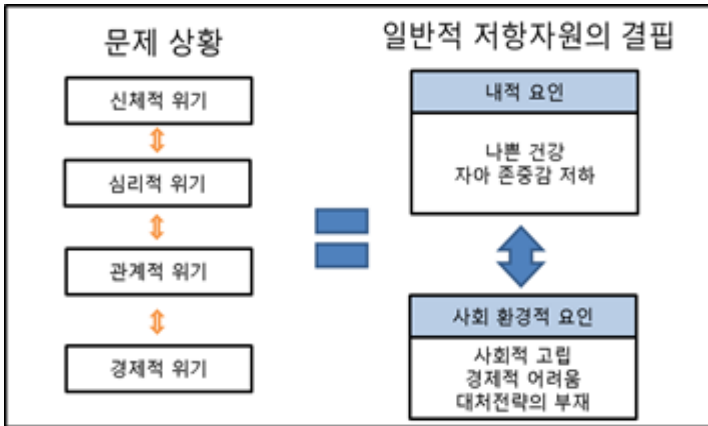 문제 상황
신체적 위기
심리적 위기
관계적 위기
경제적 위기
일반적 저항자원의 결핍
내적 요인
나쁜 건강
자아 존중감 저하
사회 환경적 요인
사회적 고립
경제적 어려움
대처전략의 부재